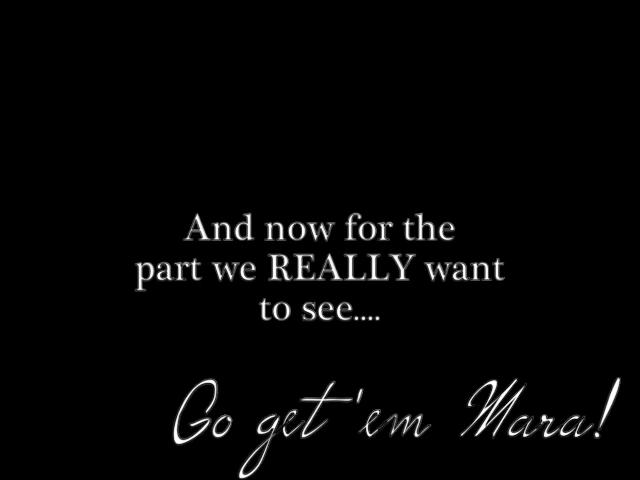 And now for the
part we REALLY want
to see....
Go get 'em Mara!